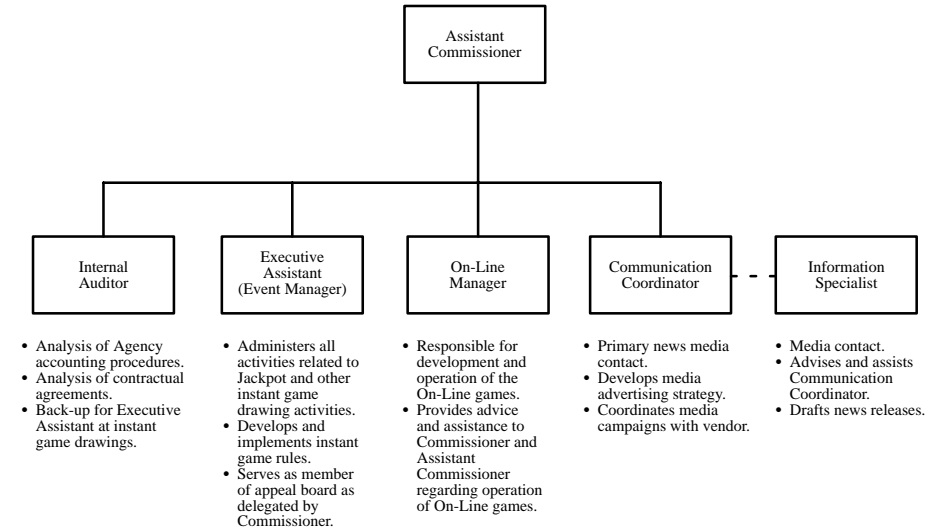 Assistant
Commissioner
Internal
Auditor
Executive
Assistant
(Event Manager)
On-Line
Manager
Communication
Coordinator
Information
Specialist
• Analysis of Agency
accounting procedures.
• Analysis of contractual
agreements.
• Back-up for Executive
Assistant at instant
game drawings.
• Administers all
activities related to
Jackpot and other
instant game
drawing activities.
• Develops and
implements instant
game rules.
• Serves as member
of appeal board as
delegated by
Commissioner.
• Responsible for
development and
operation of the
On-Line games.
• Provides advice
and assistance to
Commissioner and
Assistant
Commissioner
regarding operation
of On-Line games.
• Primary news media
contact.
• Develops media
advertising strategy.
• Coordinates media
campaigns with vendor.
• Media contact.
• Advises and assists
Communication
Coordinator.
• Drafts news releases.